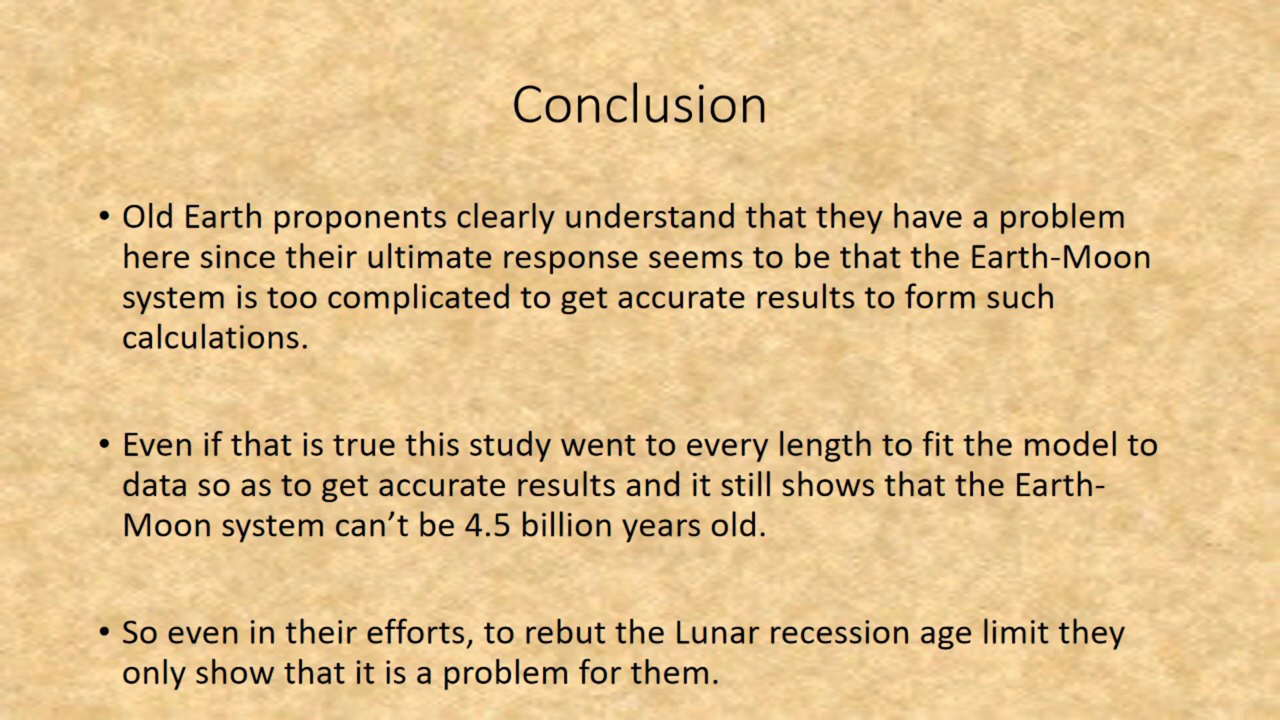 Conclusion
• Old Earth proponents clearly understand that they have a problem
here since their ultimate response seems to be that the Earth-Moon
system is too complicated to get accurate results to form such
calculations.
• Even if that is true this study went to every length to fit the model to
data so as to get accurate results and it still shows that the Earth-
Moon system can’t be 4.5 billion years old.
• So even in their efforts, to rebut the Lunar recession age limit they
only show that it is a problem for them.